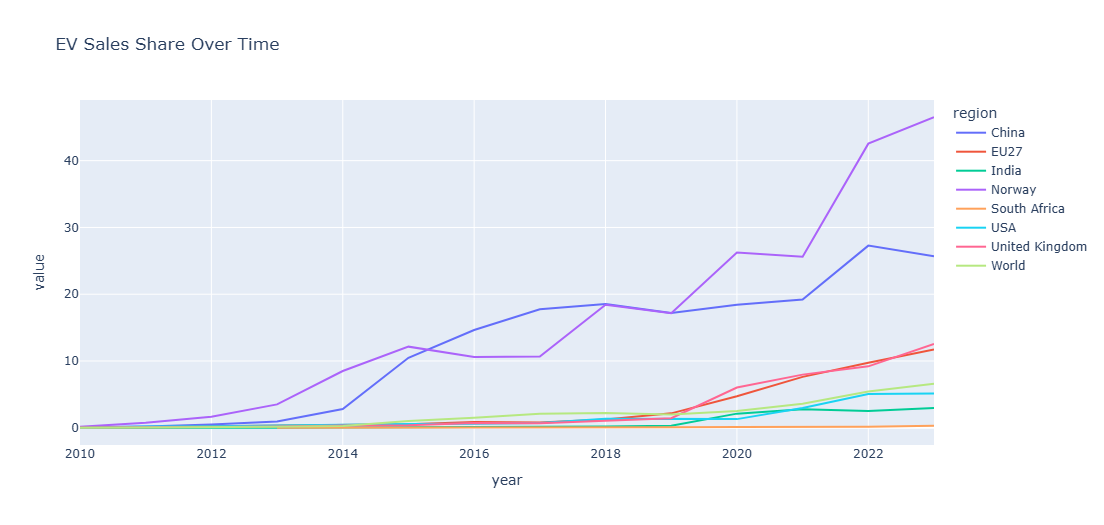 EV Sales Share Over Time
region
China
EU27
India
Norway
South Africa
USA
United Kingdom
World
value
40
30
20
10
0
2010 2012 2014 2016 2018 2020 2022
year